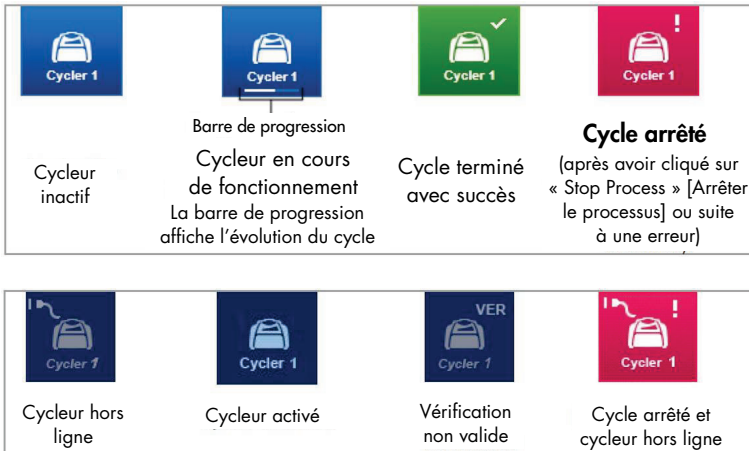 Cycler 1
Cycler 1
Cycler 1
Cycler 1
Cycleur
inactif
Barre de progression
Cycleur en cours
de fonctionnement
La barre de progression
affiche l'évolution du cycle
Cycle terminé
avec succès
Cycle arrêté
(après avoir cliqué sur
« Stop Process » [Arrêter
le processus] ou suite
à une erreur)
Cycler 1
Cycler 1
VER
Cycler 1
Cycler 1
Cycleur hors
ligne
Cycleur activé
Vérification
non valide
Cycle arrêté et
cycleur hors ligne